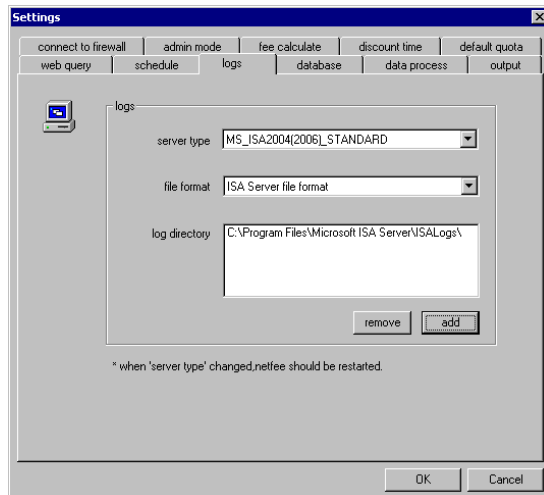 Settings
connect to firewall admin mode fee calculate discount time default quota
web query schedule logs database data process output
logs
server type MS_ISA2004(2006)_STANDARD
file format ISA Server file format
log directory C:\Program Files\Microsoft ISA Server\ISALogs\
remove add
* when 'server type' changed,netfee should be restarted.
OK Cancel